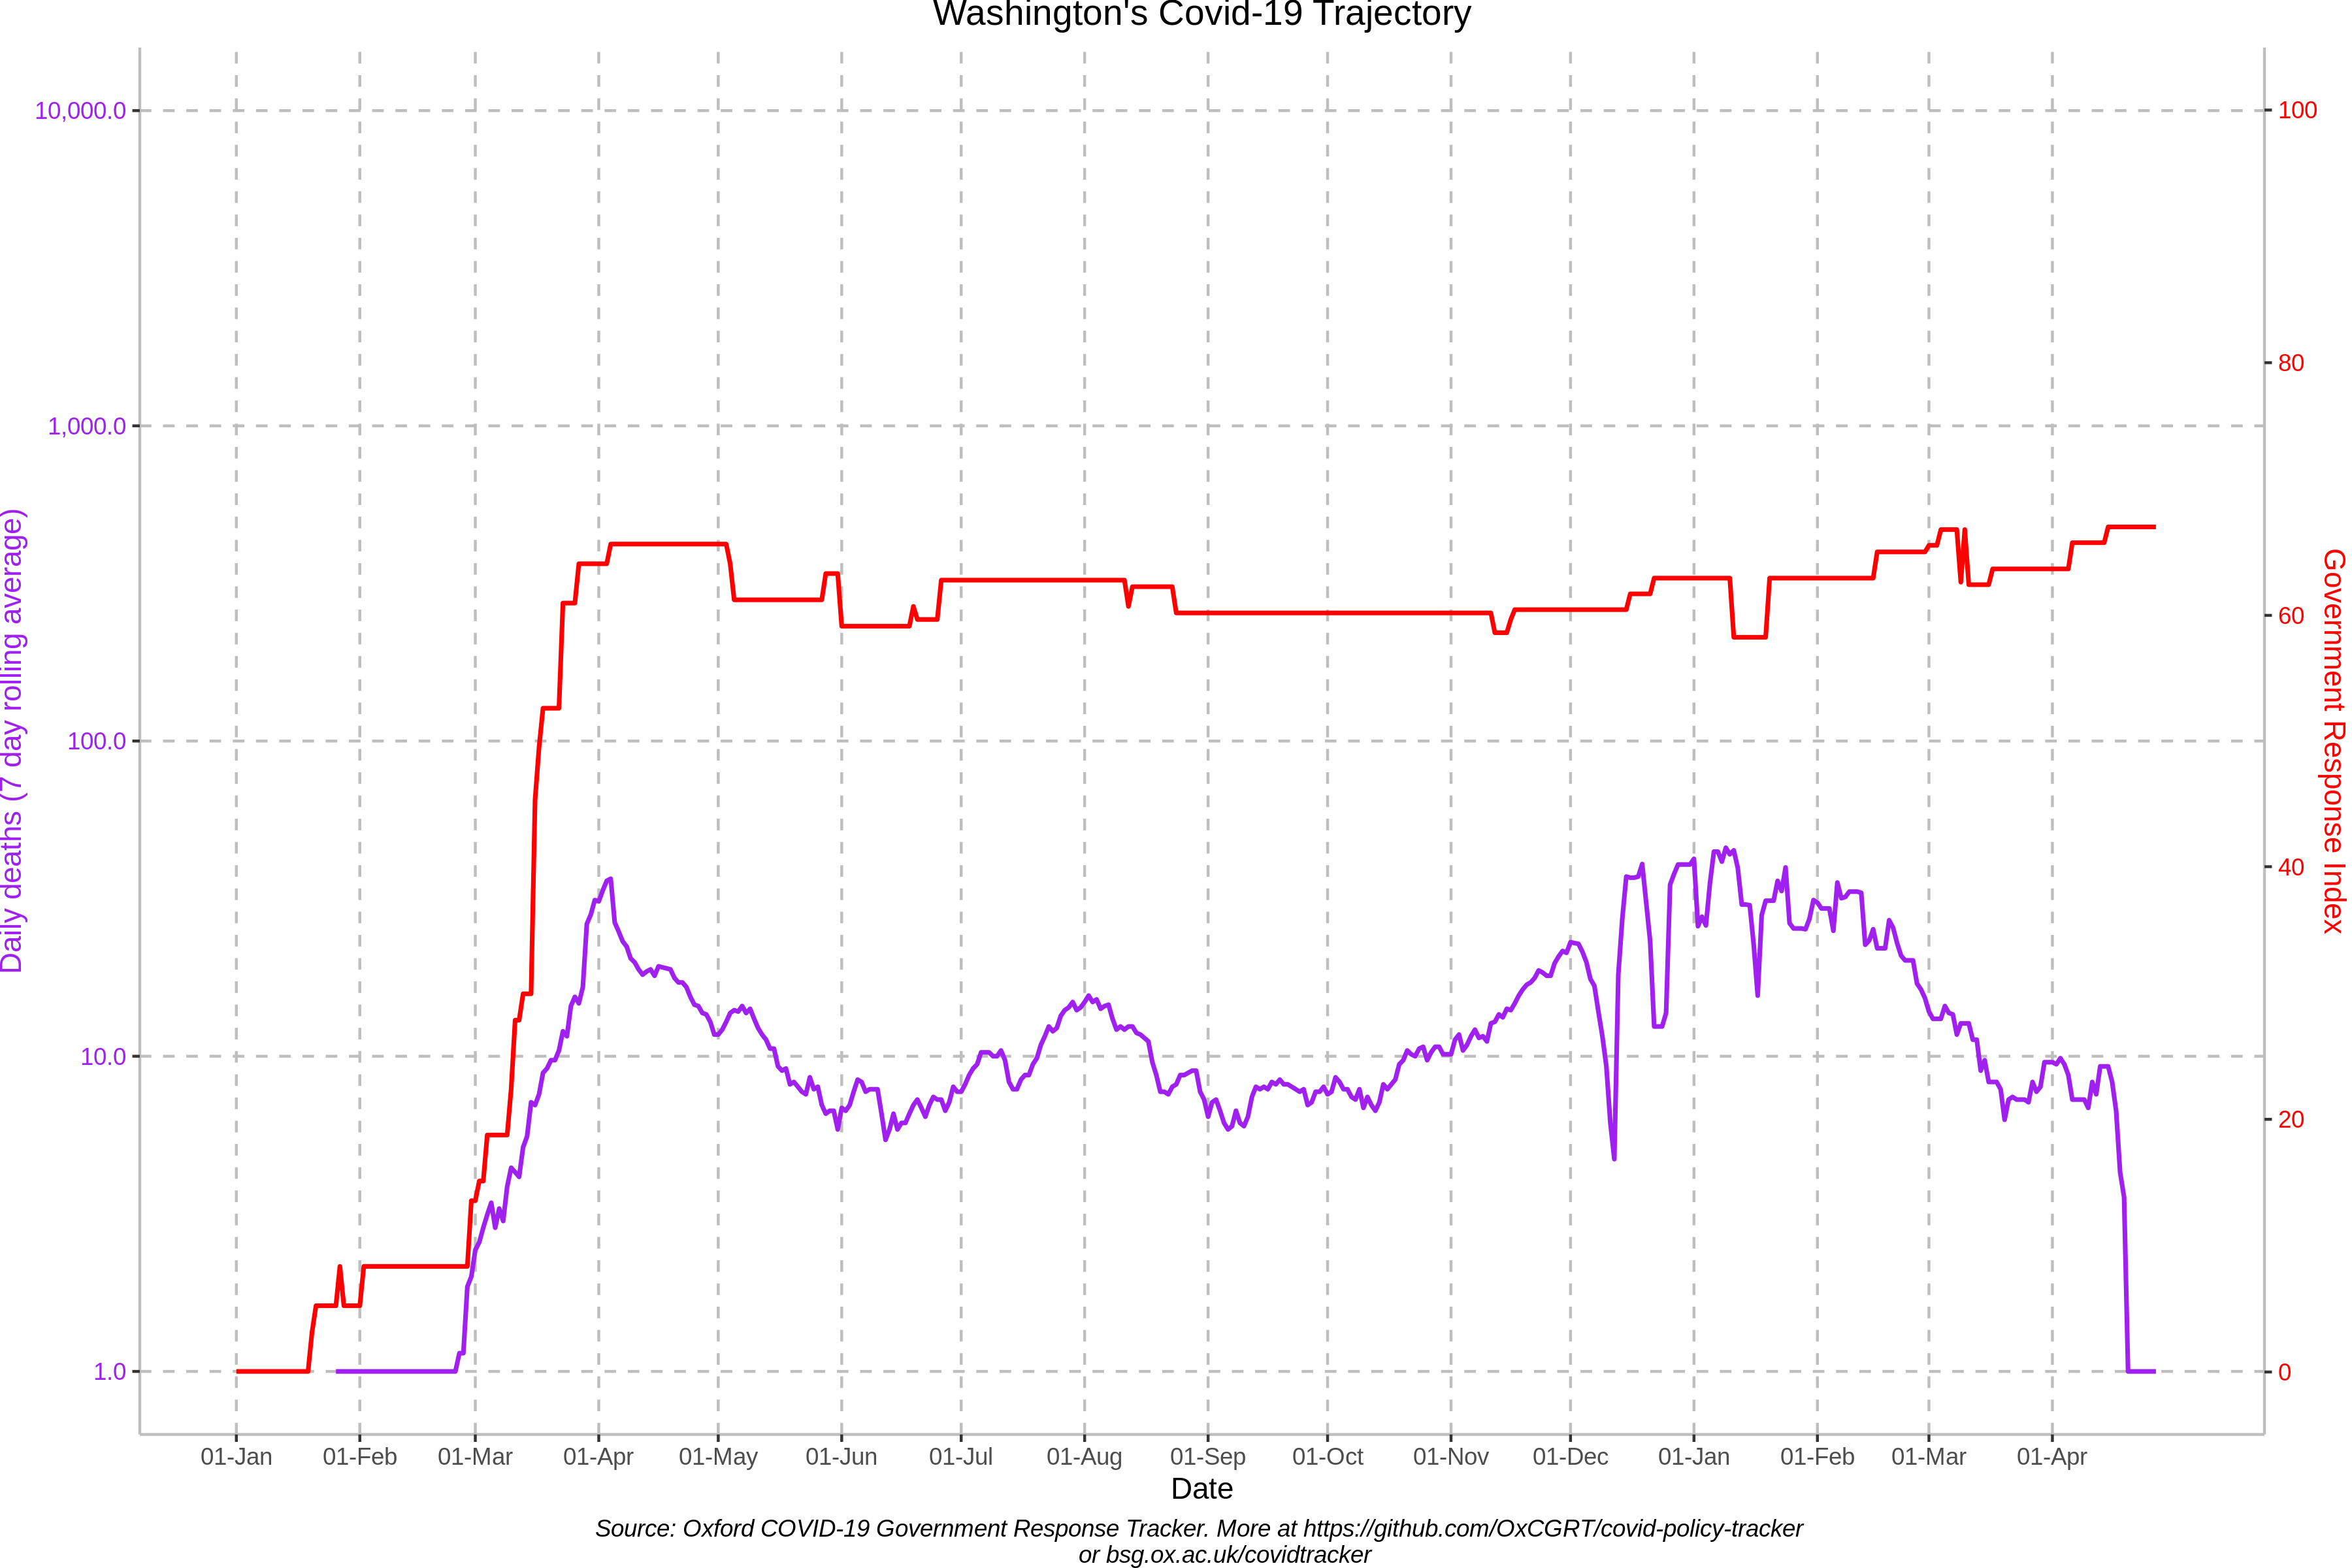 Washington's Covid-19 Trajectory
10,000.0
1,000.0
100.0
10.0
1.0
Daily deaths (7 day rolling average)
100
80
60
40
20
0
Government Response Index
01-Jan 01-Feb 01-Mar 01-Apr 01-May 01-Jun 01-Jul 01-Aug 01-Sep 01-Oct 01-Nov 01-Dec 01-Jan 01-Feb 01-Mar 01-Apr
Date
Source: Oxford COVID-19 Government Response Tracker. More at https://github.com/OxCGRT/covid-policy-tracker
or bsg.ox.ac.uk/covidtracker